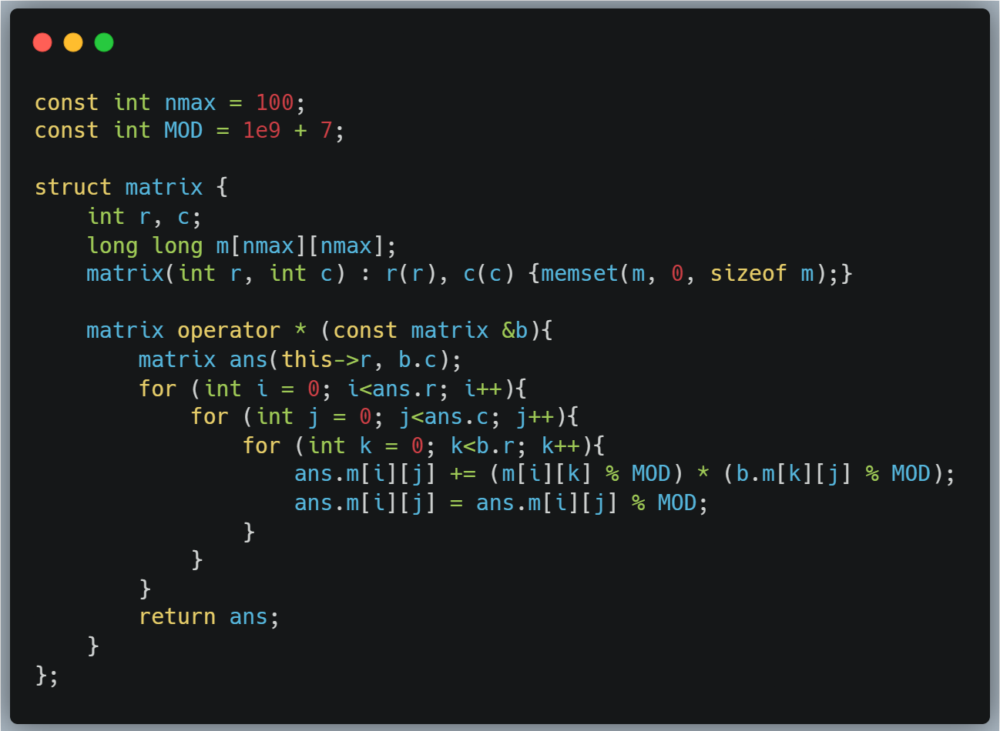 const int nmax = 100;
const int MOD = 1e9 + 7;

struct matrix {
    int r, c;
    long long m[nmax][nmax];
    matrix(int r, int c) : r(r), c(c) {memset(m, 0, sizeof m);}

    matrix operator * (const matrix &b){
        matrix ans(this->r, b.c);
        for (int i = 0; i<ans.r; i++){
            for (int j = 0; j<ans.c; j++){
                for (int k = 0; k<b.r; k++){
                    ans.m[i][j] += (m[i][k] % MOD) * (b.m[k][j] % MOD);
                    ans.m[i][j] = ans.m[i][j] % MOD;
                }
            }
        }
        return ans;
    }
};